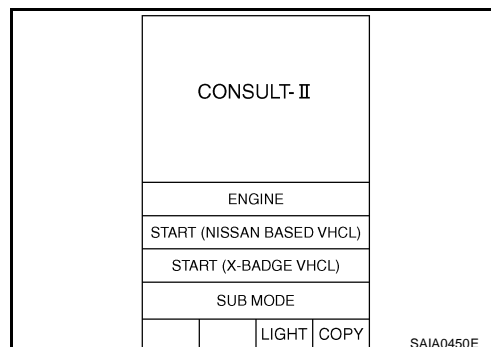 CONSULT-II
ENGINE
START (NISSAN BASED VHCL)
START (X-BADGE VHCL)
SUB MODE
LIGHT COPY
SAIA0450E